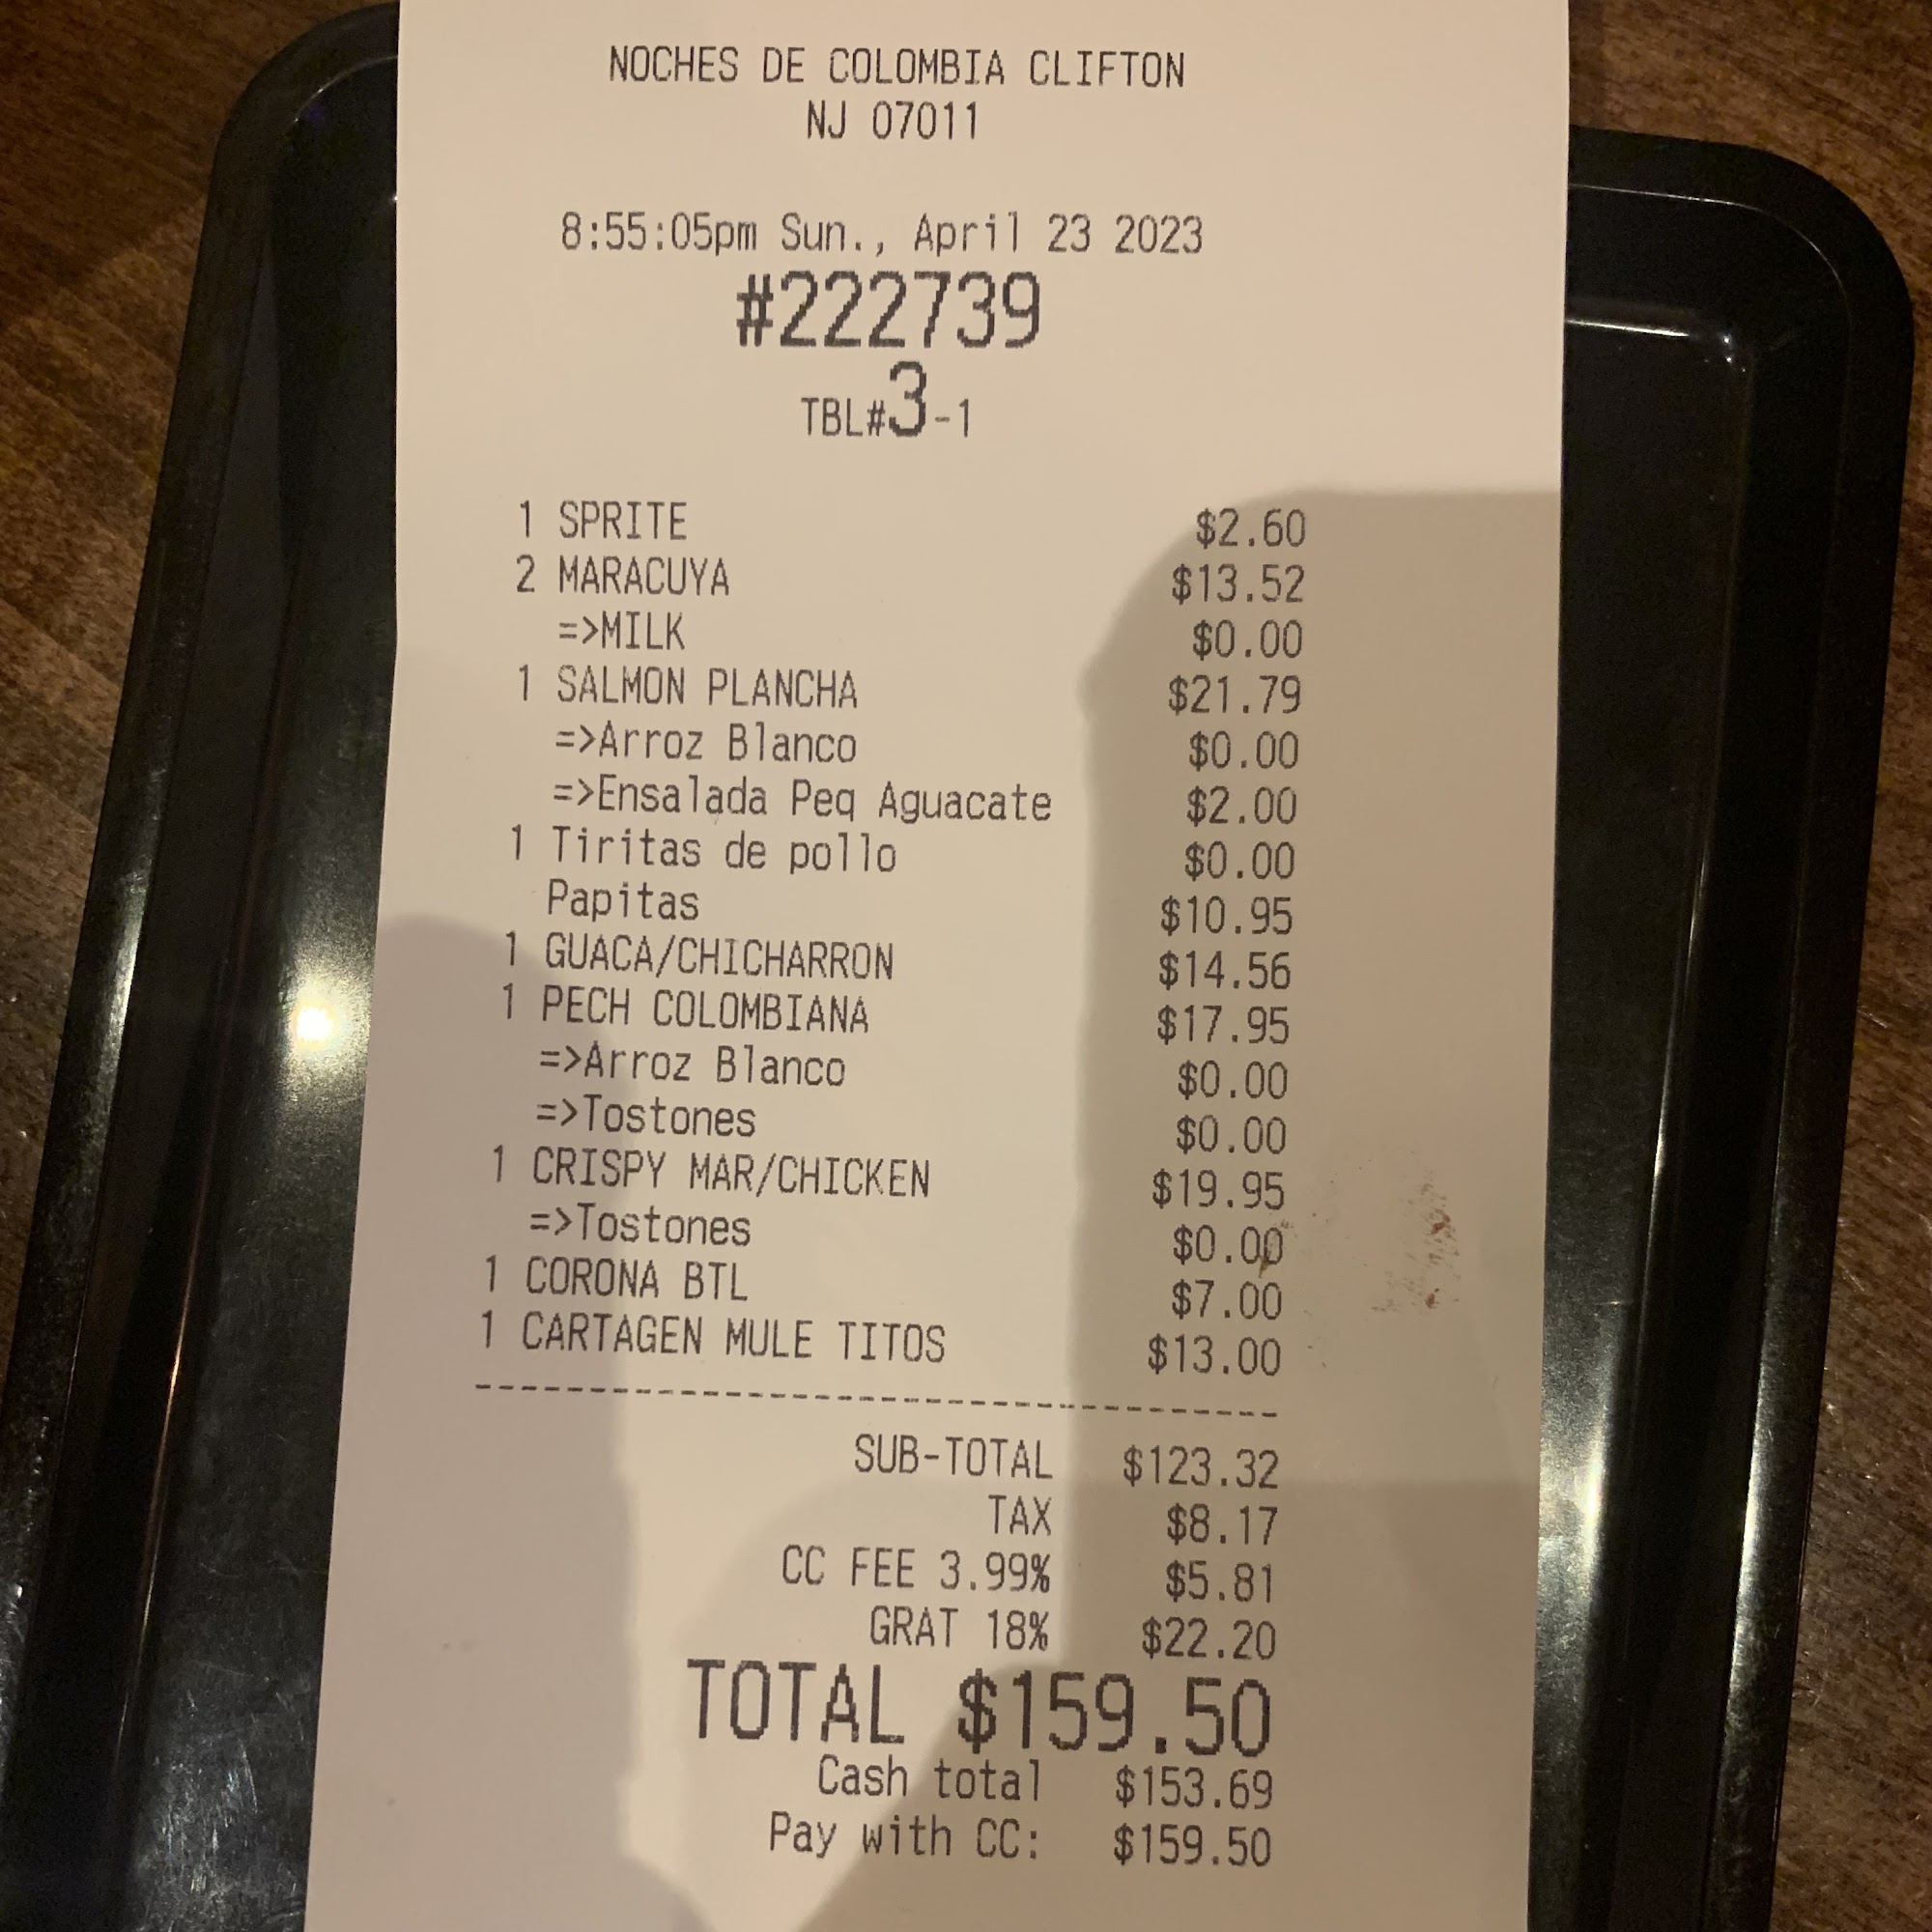 NOCHES DE COLOMBIA CLIFTON
NJ 07011
8:55:05pm Sun., April 23 2023
#222739
TBL#3-1
1 SPRITE $2.60
2 MARACUYA $13.52
=>MILK $0.00
1 SALMON PLANCHA $21.79
=>Arroz Blanco $0.00
=>Ensalada Peq Aguacate $2.00
1 Tiritas de pollo $0.00
Papitas $10.95
1 GUACA/CHICHARRON $14.56
1 PECH COLOMBIANA $17.95
=>Arroz Blanco $0.00
=>Tostones $0.00
1 CRISPY MAR/CHICKEN $19.95
=>Tostones $0.00
1 CORONA BTL $7.00
1 CARTAGEN MULE TITOS $13.00
--------------------------------------
SUB-TOTAL $123.32
TAX $8.17
CC FEE 3.99% $5.81
GRAT 18% $22.20
TOTAL $159.50
Cash total $153.69
Pay with CC: $159.50